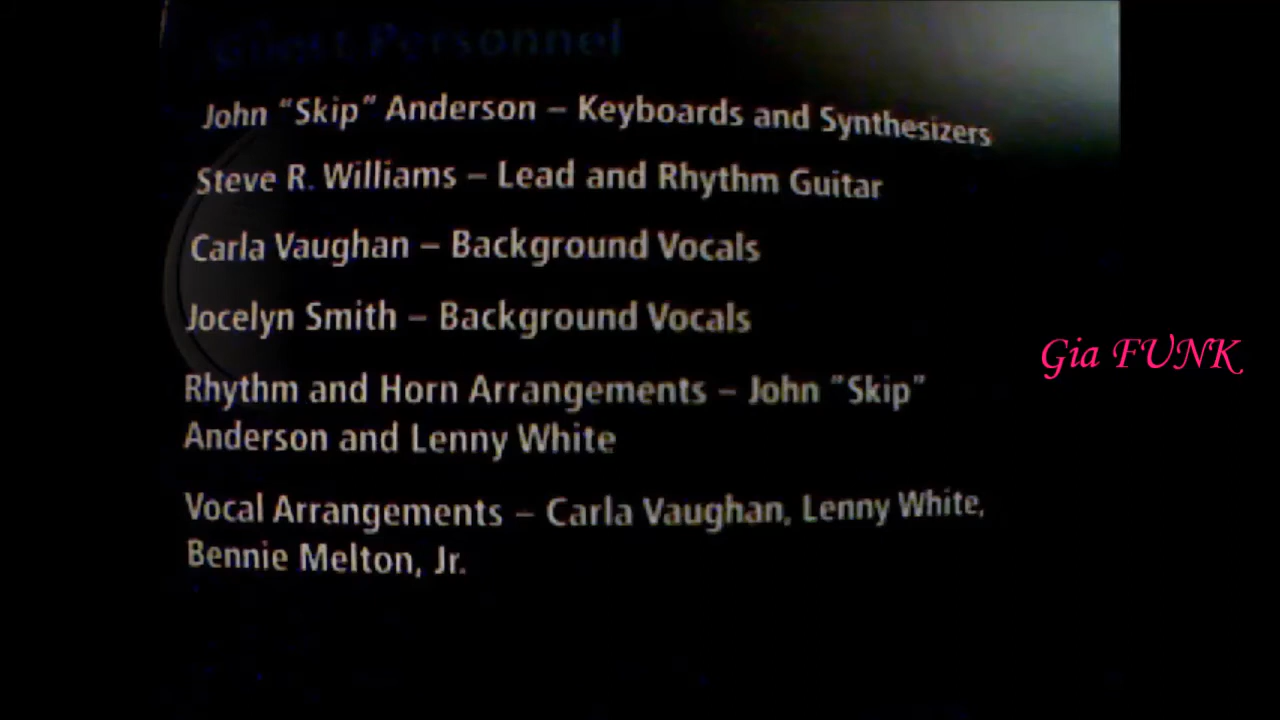 Guest Personnel
John “Skip” Anderson – Keyboards and Synthesizers
Steve R. Williams – Lead and Rhythm Guitar
Carla Vaughan – Background Vocals
Jocelyn Smith – Background Vocals
Rhythm and Horn Arrangements – John “Skip”
Anderson and Lenny White
Vocal Arrangements – Carla Vaughan, Lenny White,
Bennie Melton, Jr.
Gia FUNK